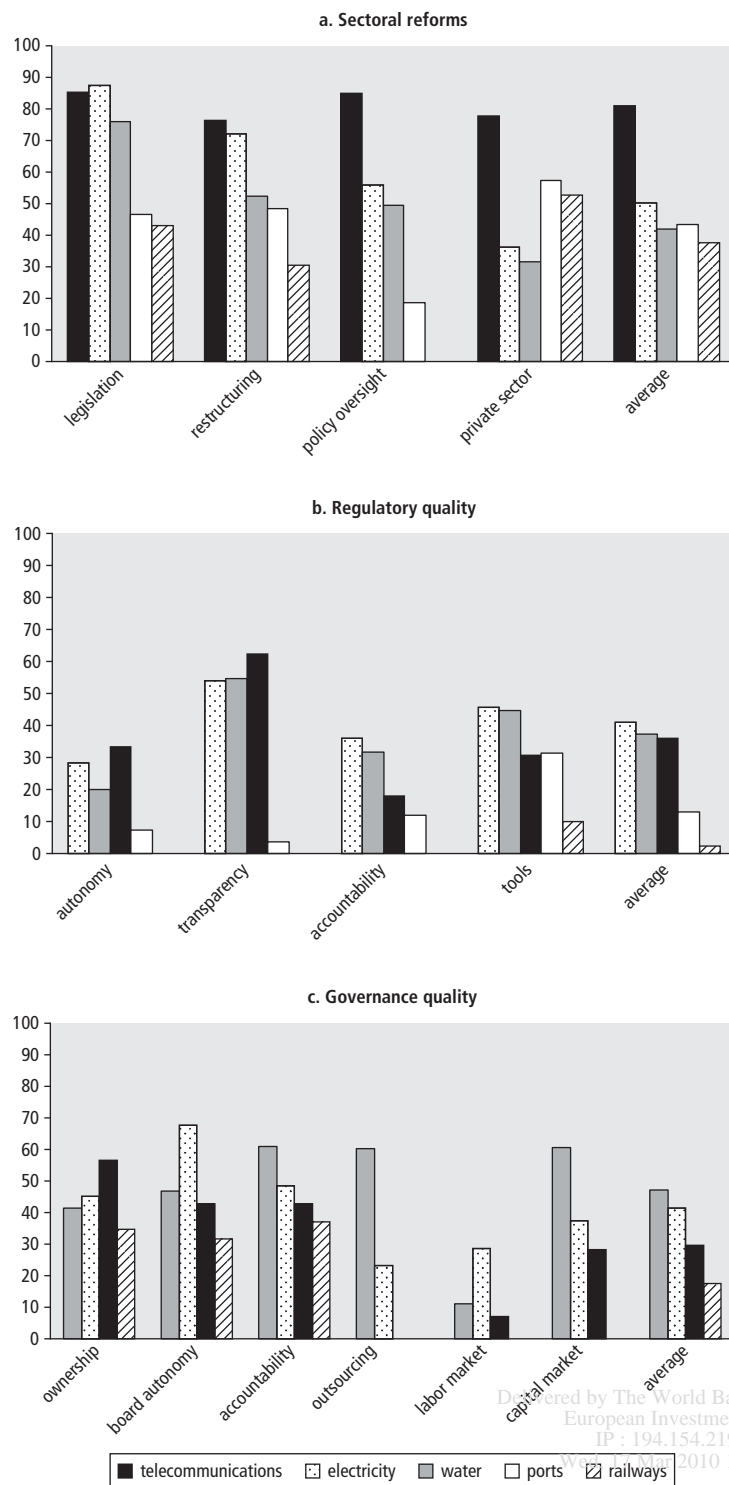 a. Sectoral reforms
100
90
80
70
60
50
40
30
20
10
0
legislation
restructuring
policy oversight
private sector
average
b. Regulatory quality
100
90
80
70
60
50
40
30
20
10
0
autonomy
transparency
accountability
tools
average
c. Governance quality
100
90
80
70
60
50
40
30
20
10
0
ownership
board autonomy
accountability
outsourcing
labor market
capital market
average
Delivered by The World Ba
European Investme
IP : 194.154.219
Wed, 17 Mar 2010
telecommunications electricity water ports railways